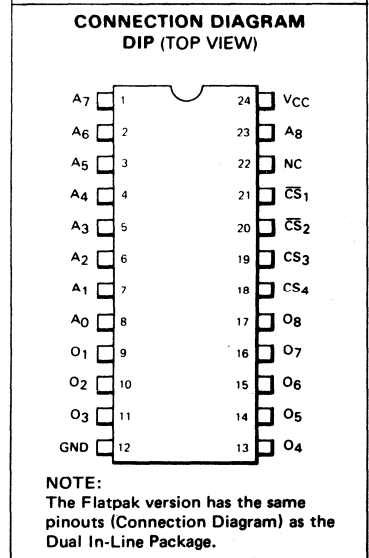 CONNECTION DIAGRAM
DIP (TOP VIEW)
A7 1 24 VCC
A6 2 23 A8
A5 3 22 NC
A4 4 21 C̅S̅1
A3 5 20 C̅S̅2
A2 6 19 CS3
A1 7 18 CS4
A0 8 17 O8
O1 9 16 O7
O2 10 15 O6
O3 11 14 O5
GND 12 13 O4
NOTE:
The Flatpak version has the same
pinouts (Connection Diagram) as the
Dual In-Line Package.